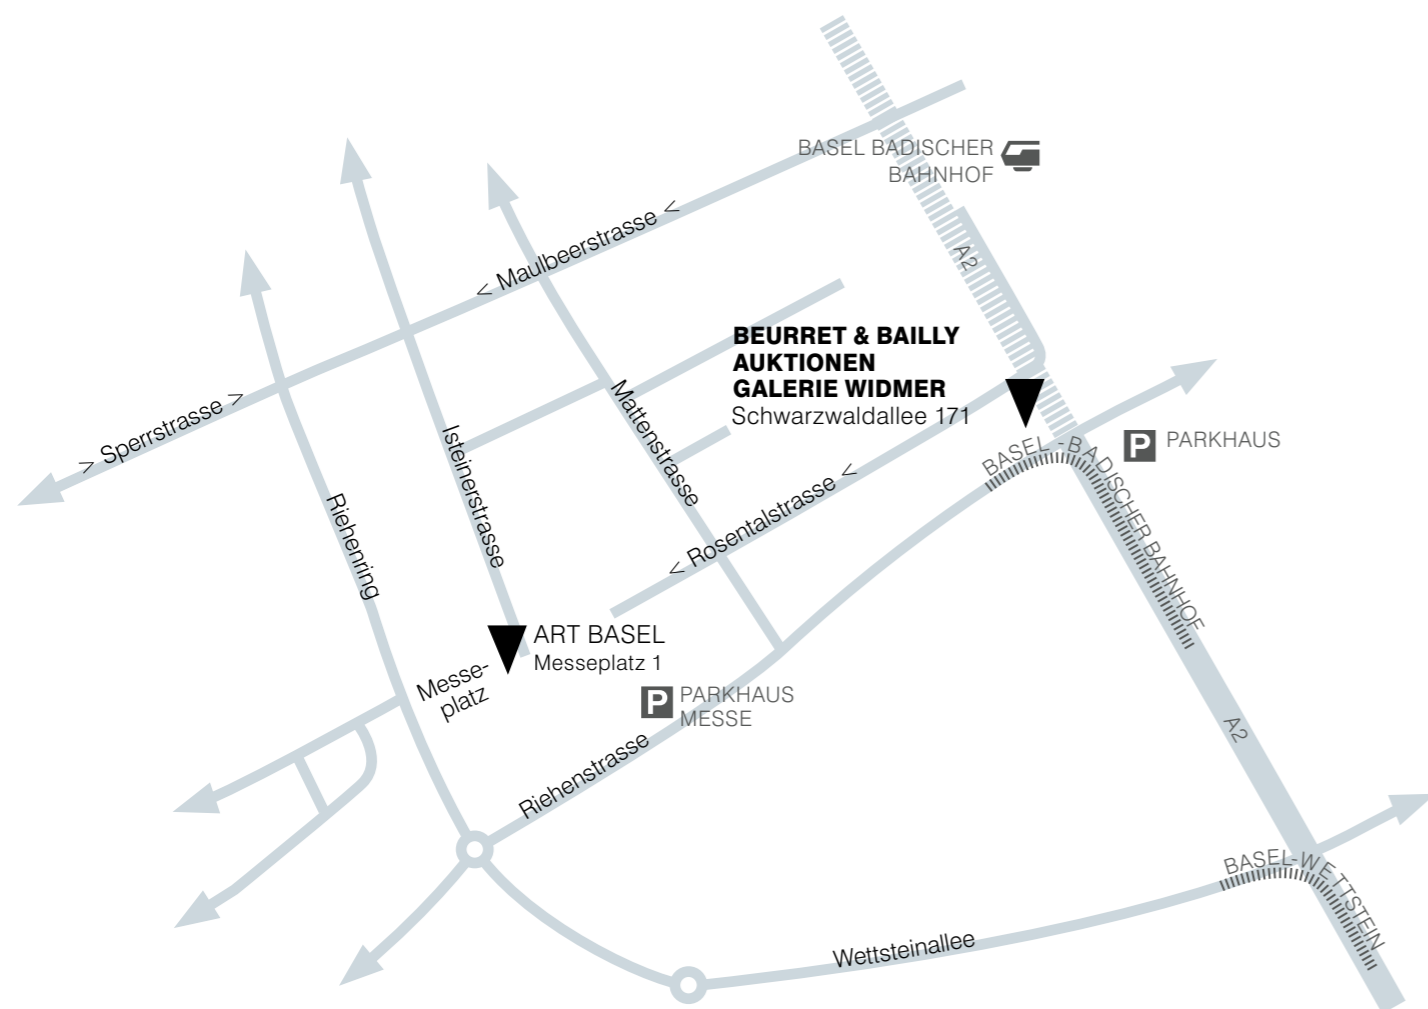 BASEL BADISCHER
BAHNHOF
< Maulbeerstrasse <
A2
BEURRET & BAILLY
AUKTIONEN
GALERIE WIDMER
Schwarzwaldallee 171
> Sperrstrasse >
Isteinerstrasse
Mattenstrasse
BASEL - BADISCHER BAHNHOF
P PARKHAUS
< Rosentalstrasse <
Riehenring
ART BASEL
Messeplatz 1
Messe-
platz
P PARKHAUS
MESSE
Riehenstrasse
A2
BASEL-WETTSTEIN
Wettsteinallee